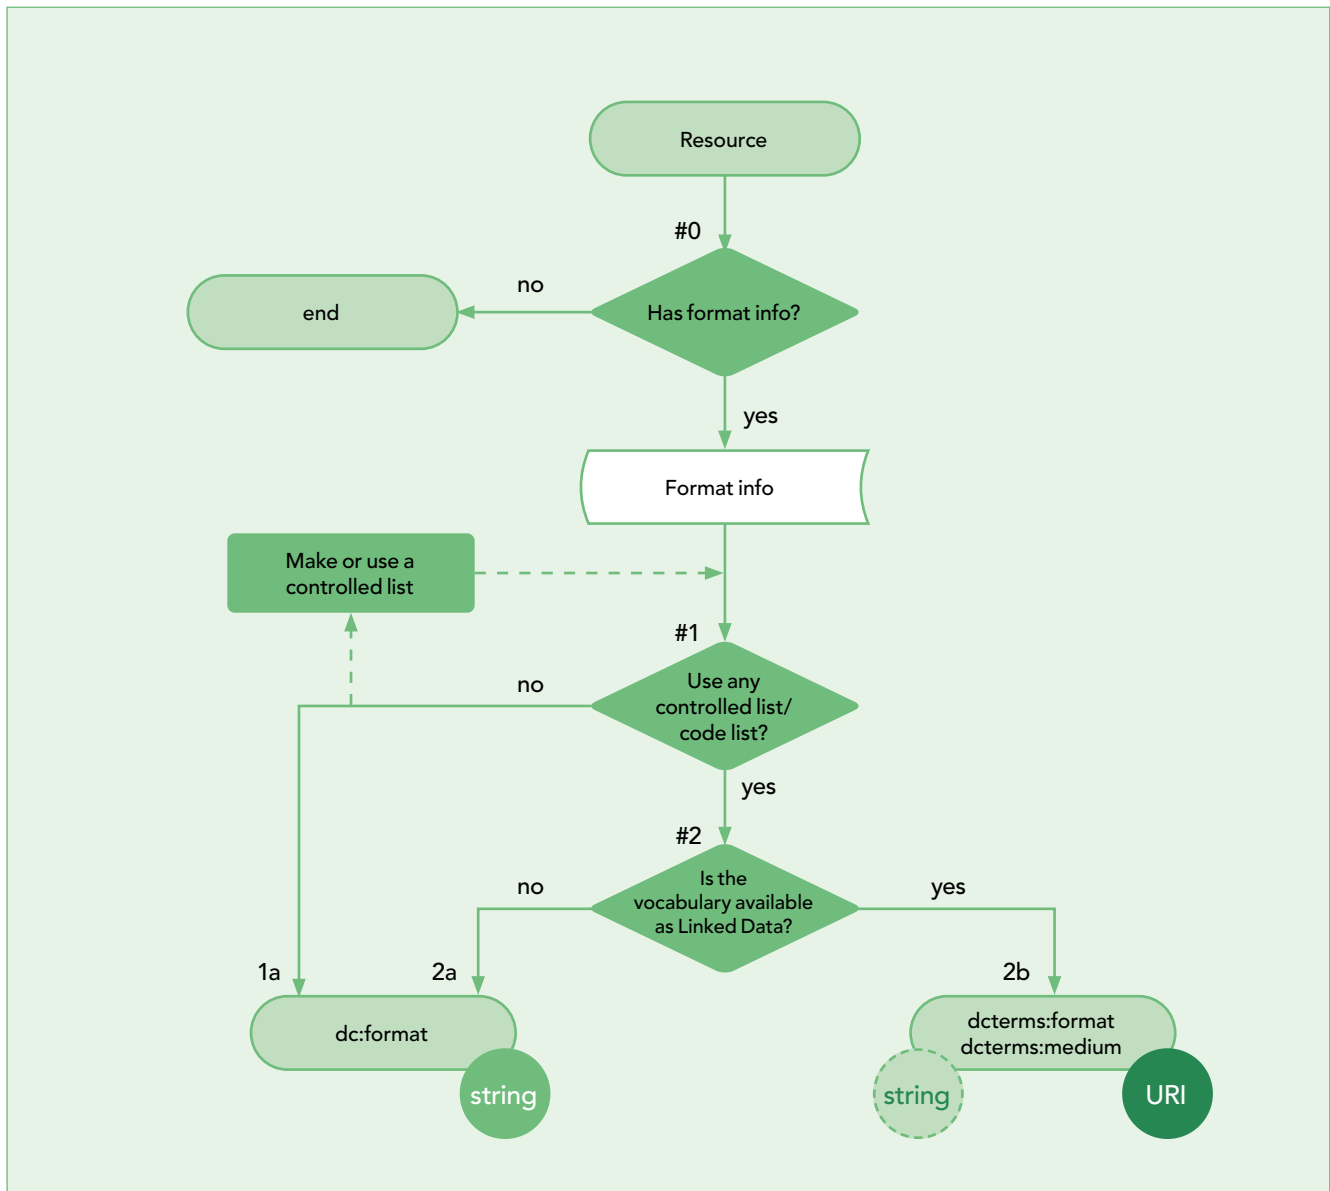 Resource
#0
no
Has format info?
end
yes
Format info
Make or use a
controlled list
#1
no
Use any
controlled list/
code list?
yes
#2
no
Is the
vocabulary available
as Linked Data?
yes
1a
2a
2b
dc:format
dcterms:format
dcterms:medium
string
string
URI